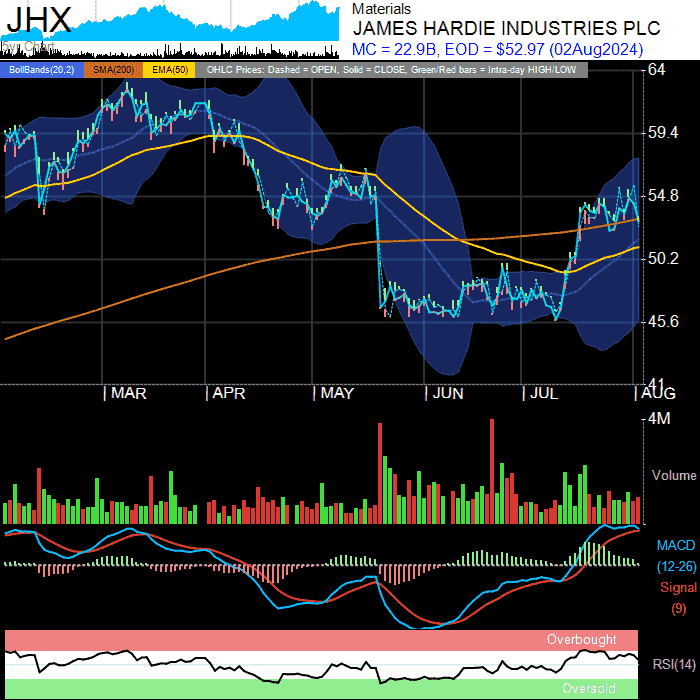 JHX
Materials
JAMES HARDIE INDUSTRIES PLC
MC = 22.9B, EOD = $52.97 (02Aug2024)
BollBands(20,2) SMA(200) EMA(50) OHLC Prices: Dashed = OPEN, Solid = CLOSE, Green/Red bars = Intra-day HIGH/LOW
64
59.4
54.8
50.2
45.6
41
MAR APR MAY JUN JUL AUG
4M
Volume
MACD
(12-26)
Signal
(9)
Overbought
RSI(14)
Oversold